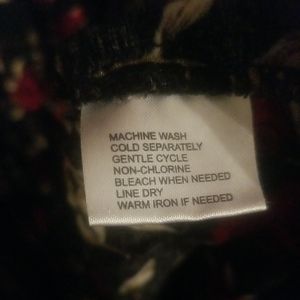 MACHINE WASH
COLD SEPARATELY
GENTLE CYCLE
NON-CHLORINE
BLEACH WHEN NEEDED
LINE DRY
WARM IRON IF NEEDED